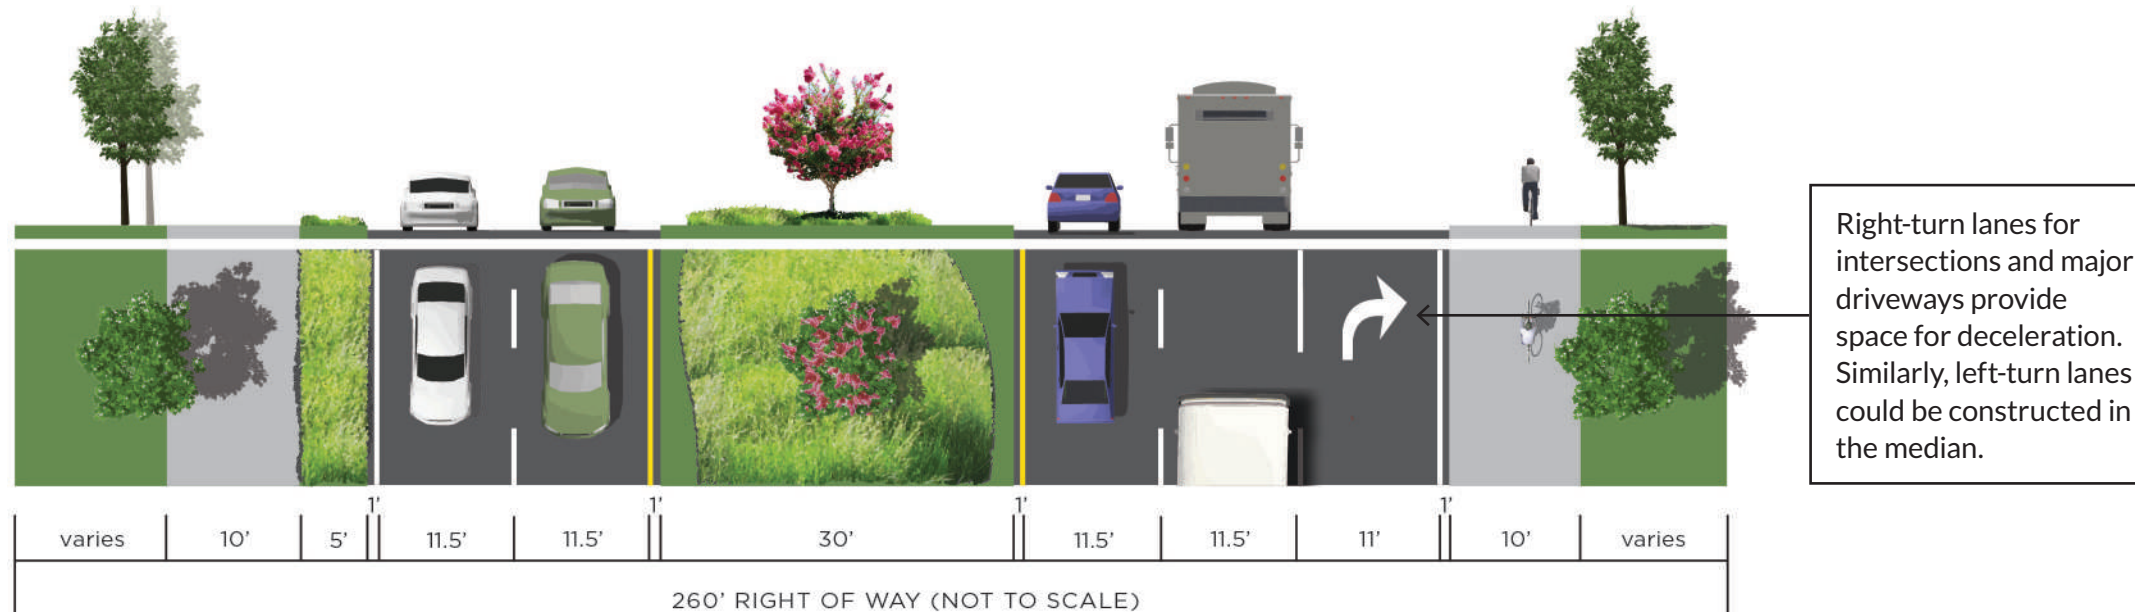 Right-turn lanes for
intersections and major
driveways provide
space for deceleration.
Similarly, left-turn lanes
could be constructed in
the median.
1' 1' 1' 1'
varies 10' 5' 11.5' 11.5' 30' 11.5' 11.5' 11' 10' varies
260' RIGHT OF WAY (NOT TO SCALE)